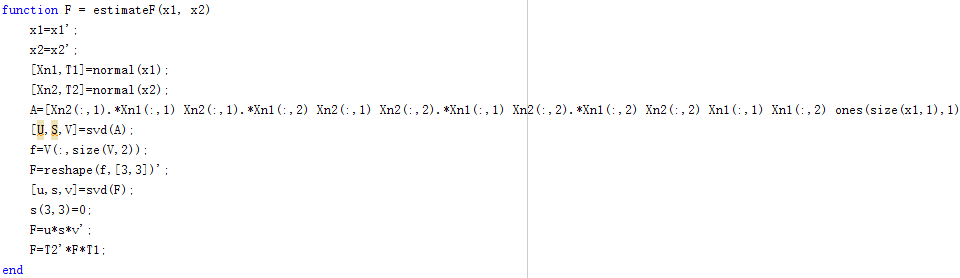 function F = estimateF(x1, x2)
x1=x1';
x2=x2';
[Xn1,T1]=normal(x1);
[Xn2,T2]=normal(x2);
A=[Xn2(:,1).*Xn1(:,1) Xn2(:,1).*Xn1(:,2) Xn2(:,1) Xn2(:,2).*Xn1(:,1) Xn2(:,2).*Xn1(:,2) Xn2(:,2) Xn1(:,1) Xn1(:,2) ones(size(x1,1),1)
[U,S,V]=svd(A);
f=V(:,size(V,2));
F=reshape(f,[3,3])';
[u,s,v]=svd(F);
s(3,3)=0;
F=u*s*v';
F=T2'*F*T1;
end